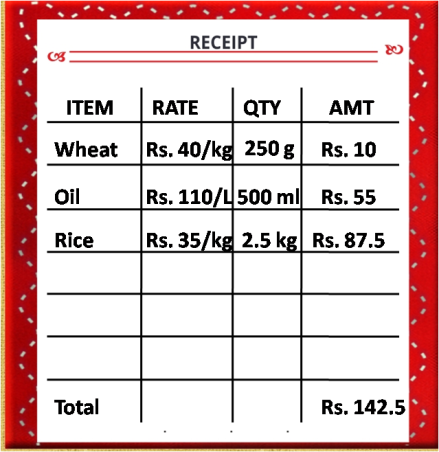 RECEIPT
ITEM RATE QTY AMT
Wheat Rs. 40/kg 250 g Rs. 10
Oil Rs. 110/L 500 ml Rs. 55
Rice Rs. 35/kg 2.5 kg Rs. 87.5
Total Rs. 142.5